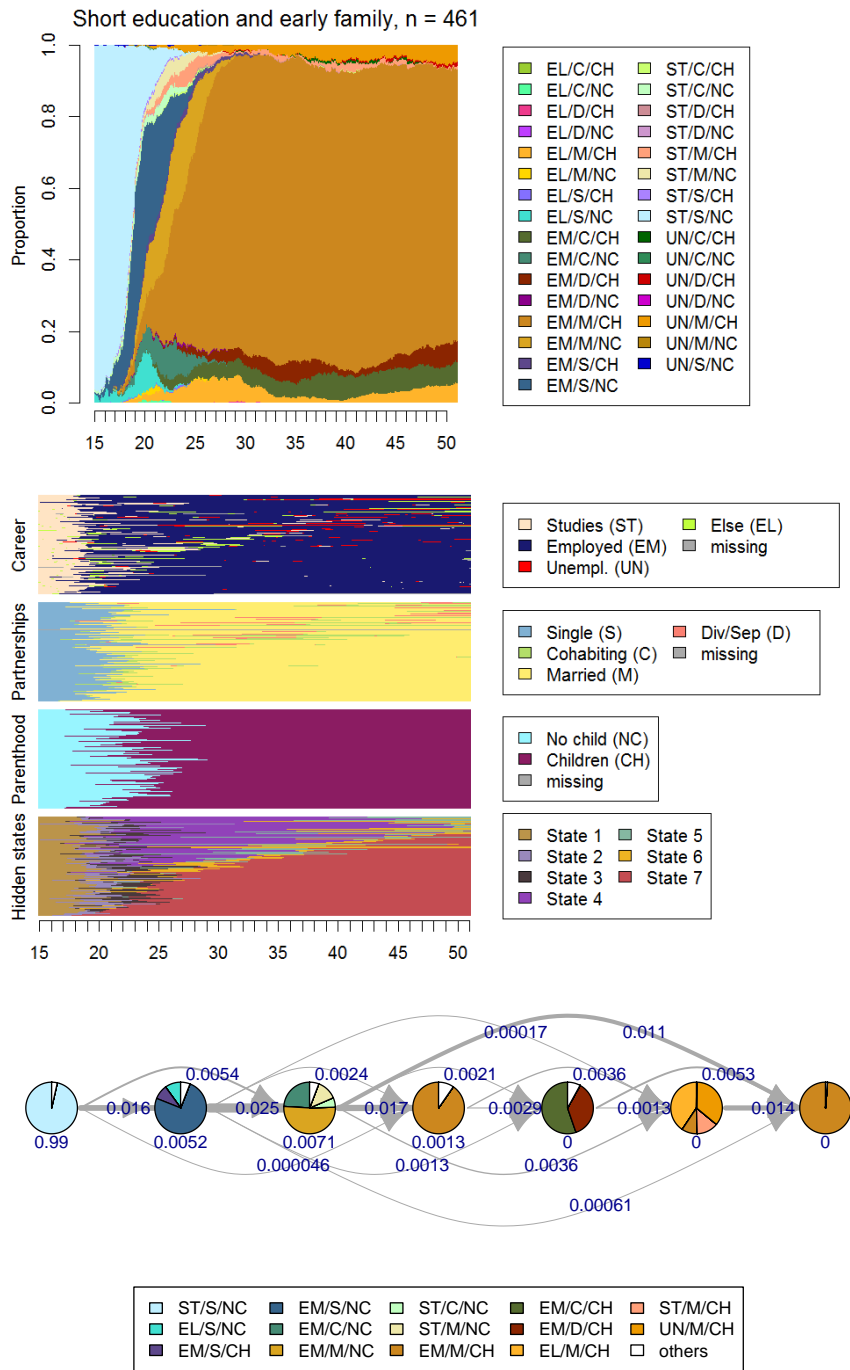 Short education and early family, n = 461
Proportion
1.0
0.8
0.6
0.4
0.2
0.0
15 20 25 30 35 40 45 50
EL/C/CH ST/C/CH
EL/C/NC ST/C/NC
EL/D/CH ST/D/CH
EL/D/NC ST/D/NC
EL/M/CH ST/M/CH
EL/M/NC ST/M/NC
EL/S/CH ST/S/CH
EL/S/NC ST/S/NC
EM/C/CH UN/C/CH
EM/C/NC UN/C/NC
EM/D/CH UN/D/CH
EM/D/NC UN/D/NC
EM/M/CH UN/M/CH
EM/M/NC UN/M/NC
EM/S/CH UN/S/NC
EM/S/NC
Career
Studies (ST) Else (EL)
Employed (EM) missing
Unempl. (UN)
Partnerships
Single (S) Div/Sep (D)
Cohabiting (C) missing
Married (M)
Parenthood
No child (NC)
Children (CH)
missing
Hidden states
State 1 State 5
State 2 State 6
State 3 State 7
State 4
15 20 25 30 35 40 45 50
0.00017 0.011
0.0054 0.0024 0.0021 0.0036 0.0053
0.016 0.025 0.017 0.0029 0.0013 0.014
0.99 0.0052 0.0071 0.0013 0 0 0
0.000046 0.0013 0.0036
0.00061
ST/S/NC EM/S/NC ST/C/NC EM/C/CH ST/M/CH
EL/S/NC EM/C/NC ST/M/NC EM/D/CH UN/M/CH
EM/S/CH EM/M/NC EM/M/CH EL/M/CH others